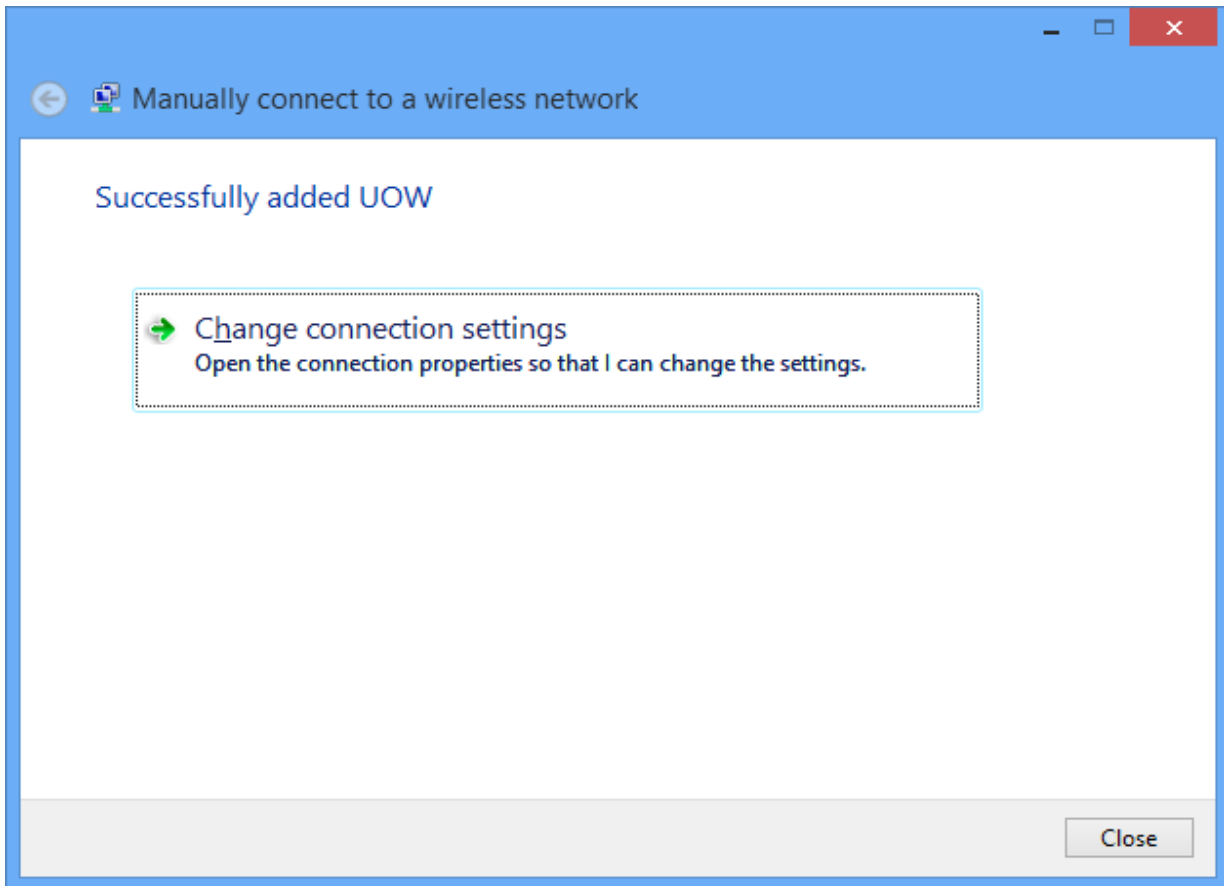 Manually connect to a wireless network
Successfully added UOW
Change connection settings
Open the connection properties so that I can change the settings.
Close